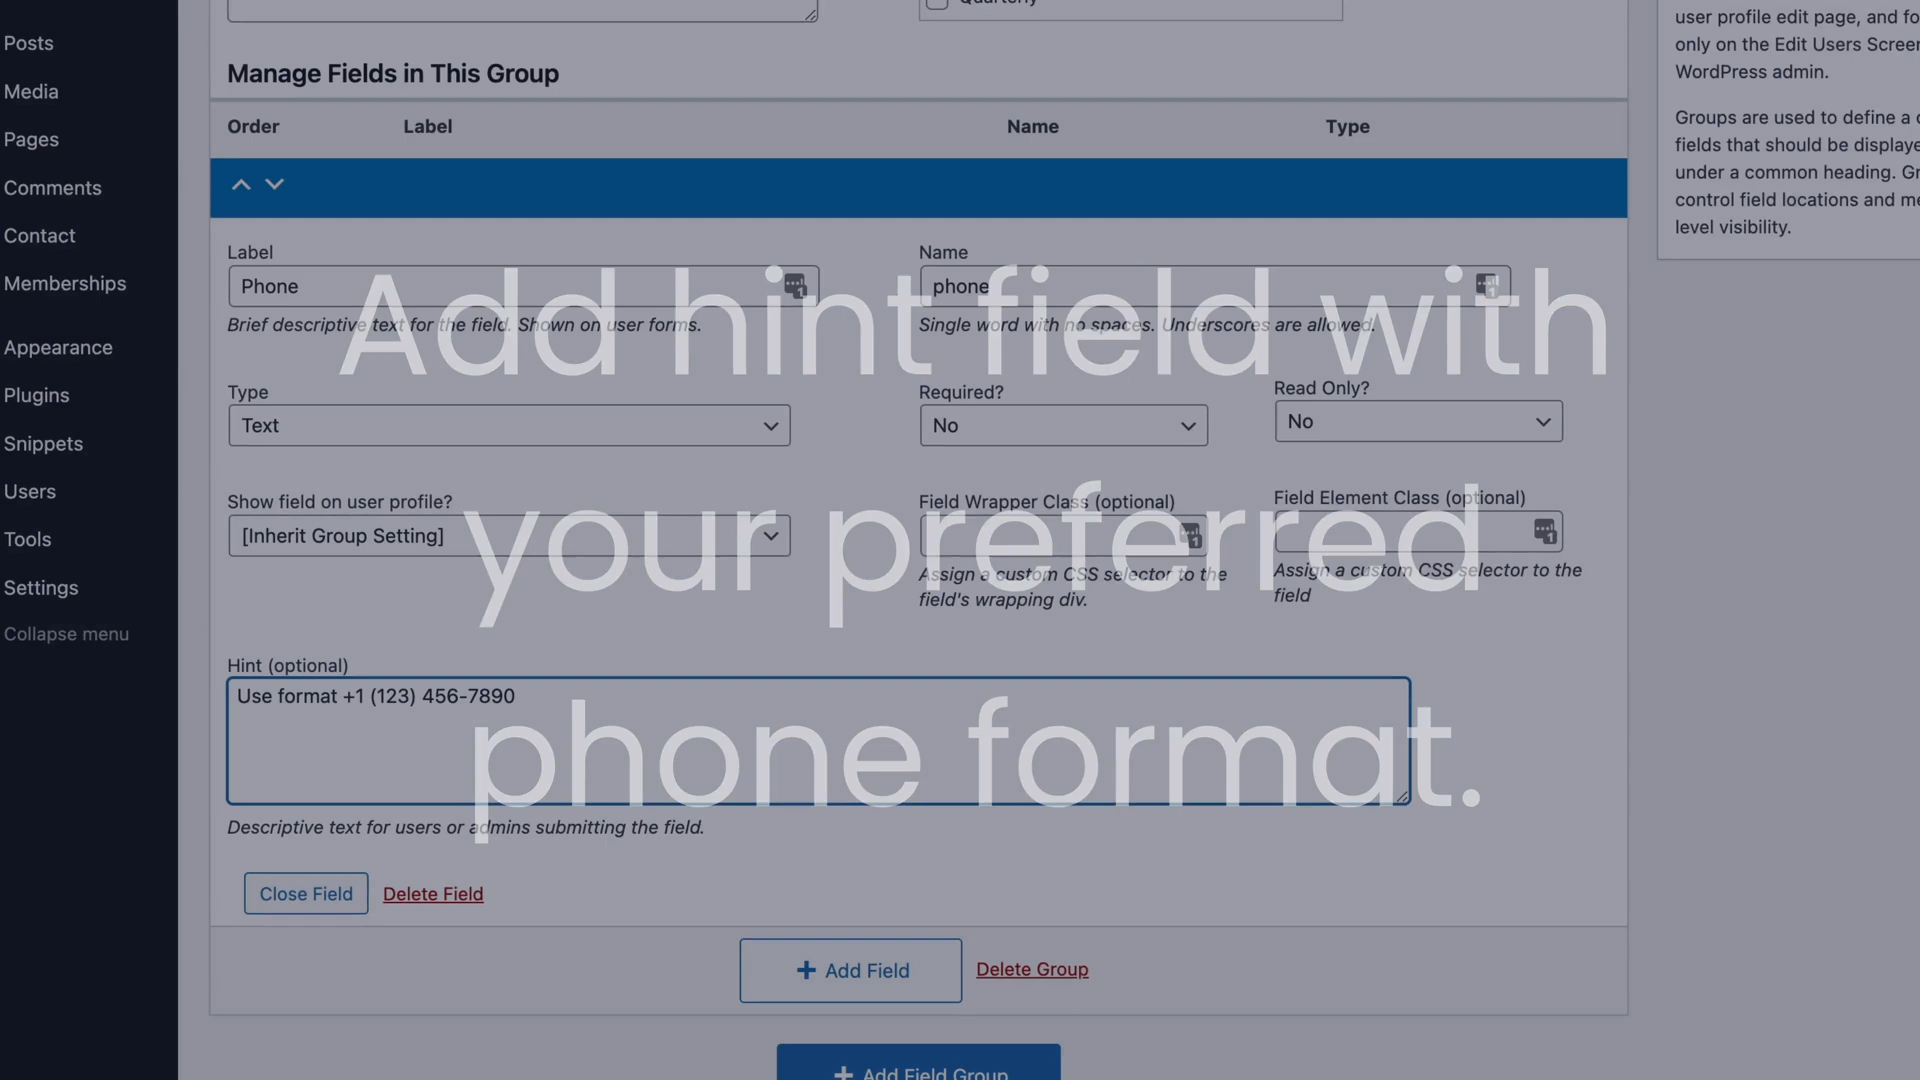 Quarterly
user profile edit page, and fo
only on the Edit Users Screen
WordPress admin.
Groups are used to define a
fields that should be displaye
under a common heading. Gr
control field locations and me
level visibility.
Posts
Media
Pages
Comments
Contact
Memberships
Appearance
Plugins
Snippets
Users
Tools
Settings
Collapse menu
Manage Fields in This Group
Order Label Name Type
Label
Phone
Brief descriptive text for the field. Shown on user forms.
Name
phone
Single word with no spaces. Underscores are allowed.
Type
Text
Required?
No
Read Only?
No
Show field on user profile?
[Inherit Group Setting]
Field Wrapper Class (optional)
Assign a custom CSS selector to the
field's wrapping div.
Field Element Class (optional)
Assign a custom CSS selector to the
field
Hint (optional)
Use format +1 (123) 456-7890
Descriptive text for users or admins submitting the field.
Close Field Delete Field
+ Add Field Delete Group
+ Add Field Group
Add hint field with
your preferred
phone format.